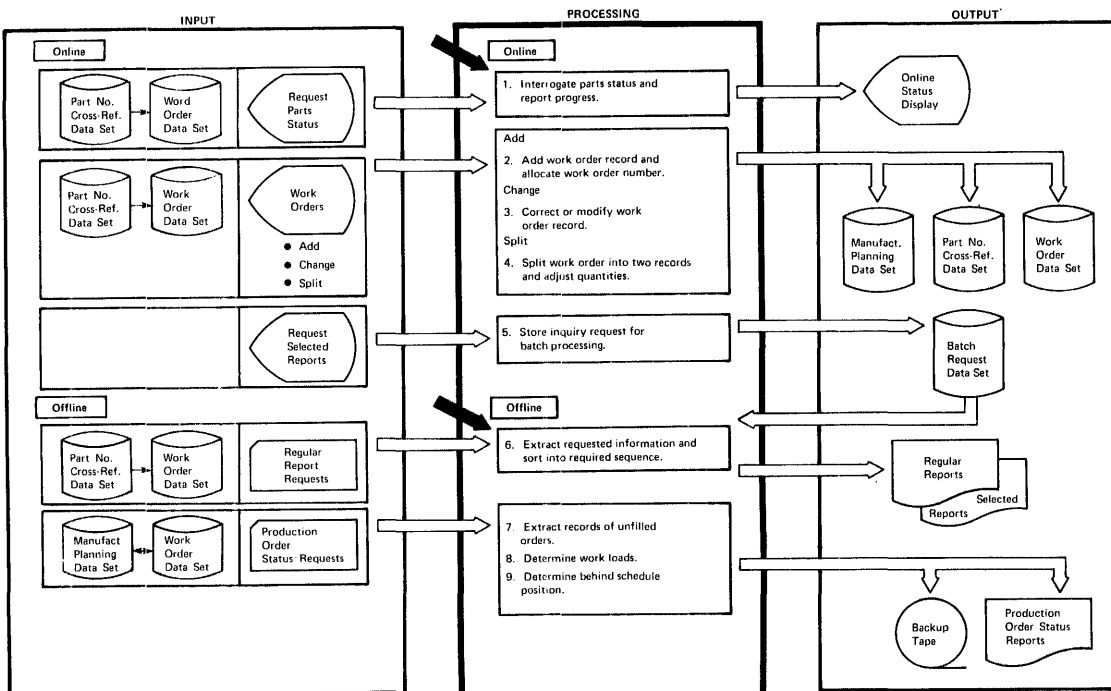 INPUT
PROCESSING
OUTPUT
Online
Part No.
Cross-Ref.
Data Set
Word
Order
Data Set
Request
Parts
Status
Part No.
Cross-Ref.
Data Set
Work
Order
Data Set
Work
Orders
● Add
● Change
● Split
Request
Selected
Reports
Offline
Part No.
Cross-Ref.
Data Set
Work
Order
Data Set
Regular
Report
Requests
Manufact
Planning
Data Set
Work
Order
Data Set
Production
Order
Status Requests
Online
1. Interrogate parts status and
report progress.
Add
2. Add work order record and
allocate work order number.
Change
3. Correct or modify work
order record.
Split
4. Split work order into two records
and adjust quantities.
5. Store inquiry request for
batch processing.
Offline
6. Extract requested information and
sort into required sequence.
7. Extract records of unfilled
orders.
8. Determine work loads.
9. Determine behind schedule
position.
Online
Status
Display
Manufact.
Planning
Data Set
Part No.
Cross-Ref.
Data Set
Work
Order
Data Set
Batch
Request
Data Set
Regular
Reports
Selected
Reports
Backup
Tape
Production
Order Status
Reports